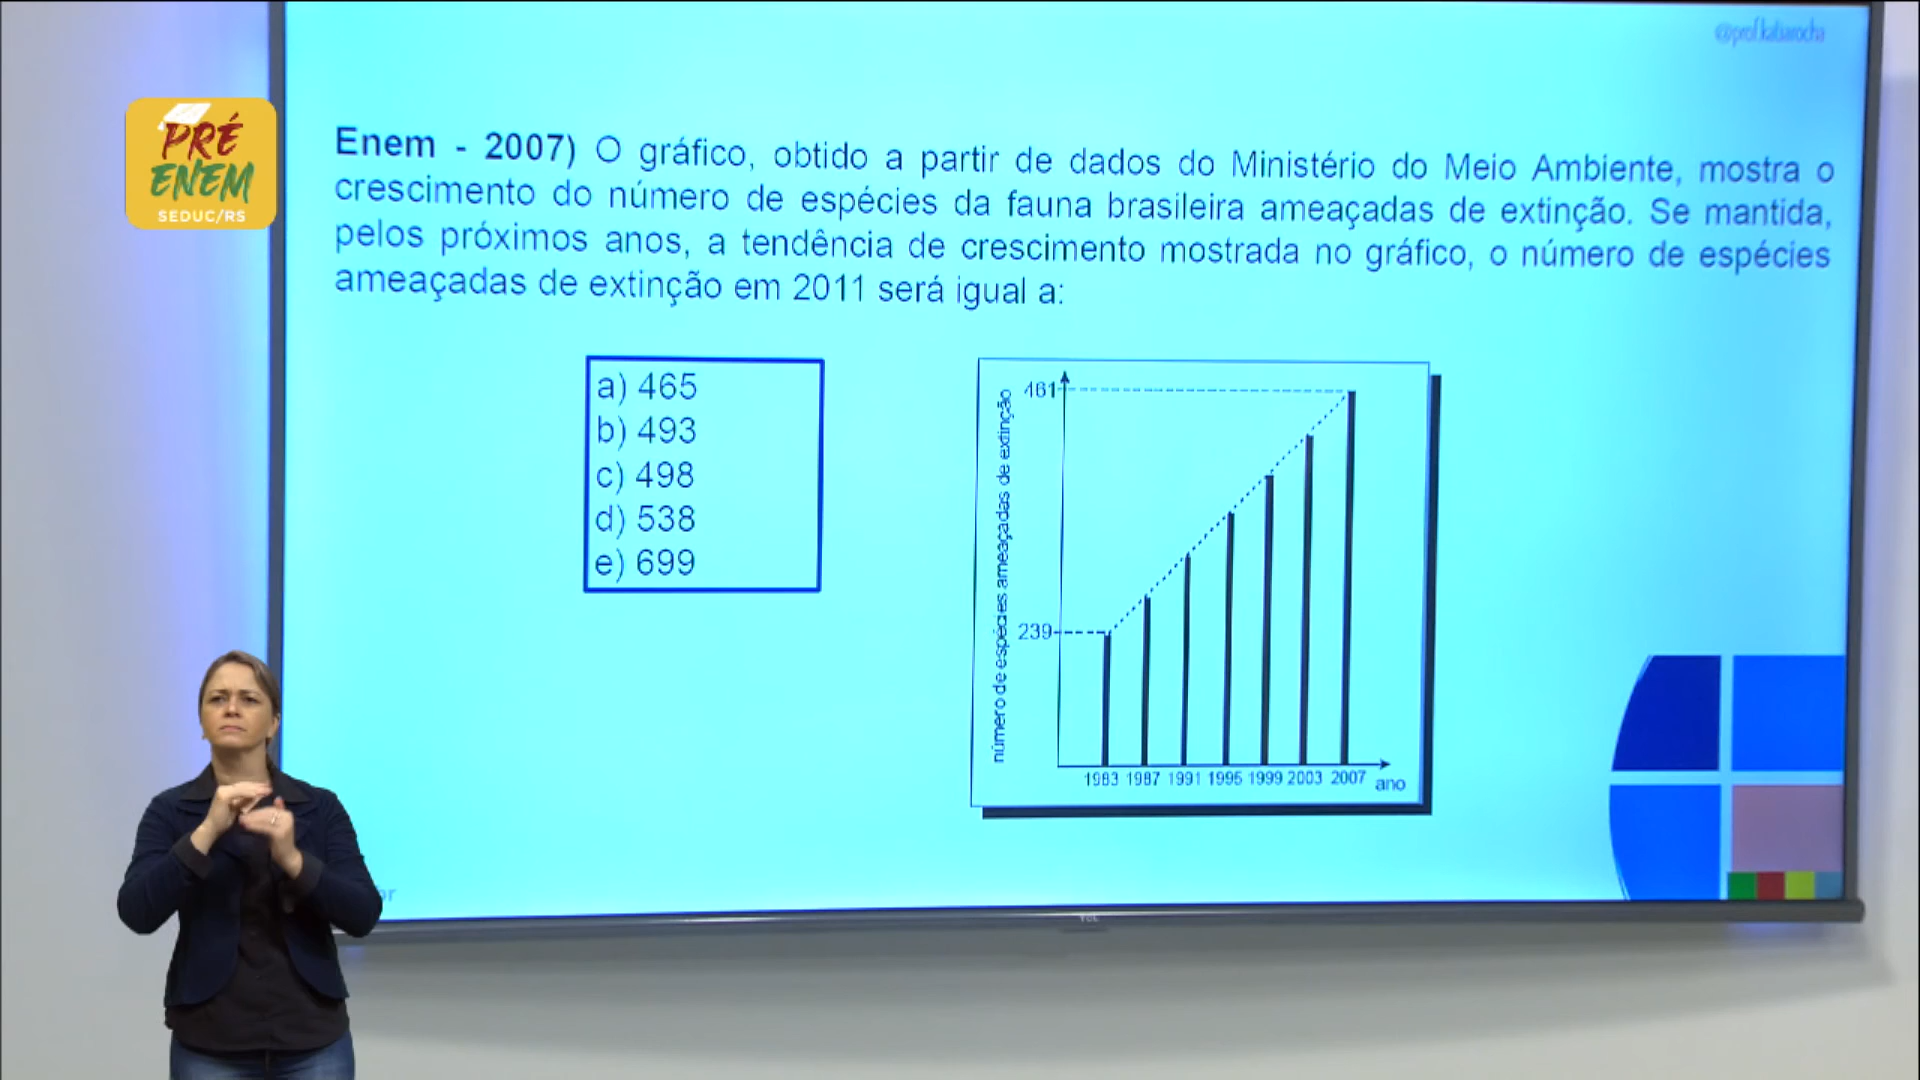 @prof.katiarocha
PRÉ
ENEM
SEDUC/RS
Enem - 2007) O gráfico, obtido a partir de dados do Ministério do Meio Ambiente, mostra o
crescimento do número de espécies da fauna brasileira ameaçadas de extinção. Se mantida,
pelos próximos anos, a tendência de crescimento mostrada no gráfico, o número de espécies
ameaçadas de extinção em 2011 será igual a:
a) 465
b) 493
c) 498
d) 538
e) 699
número de espécies ameaçadas de extinção
461
239
1983 1987 1991 1995 1999 2003 2007 ano
TCL